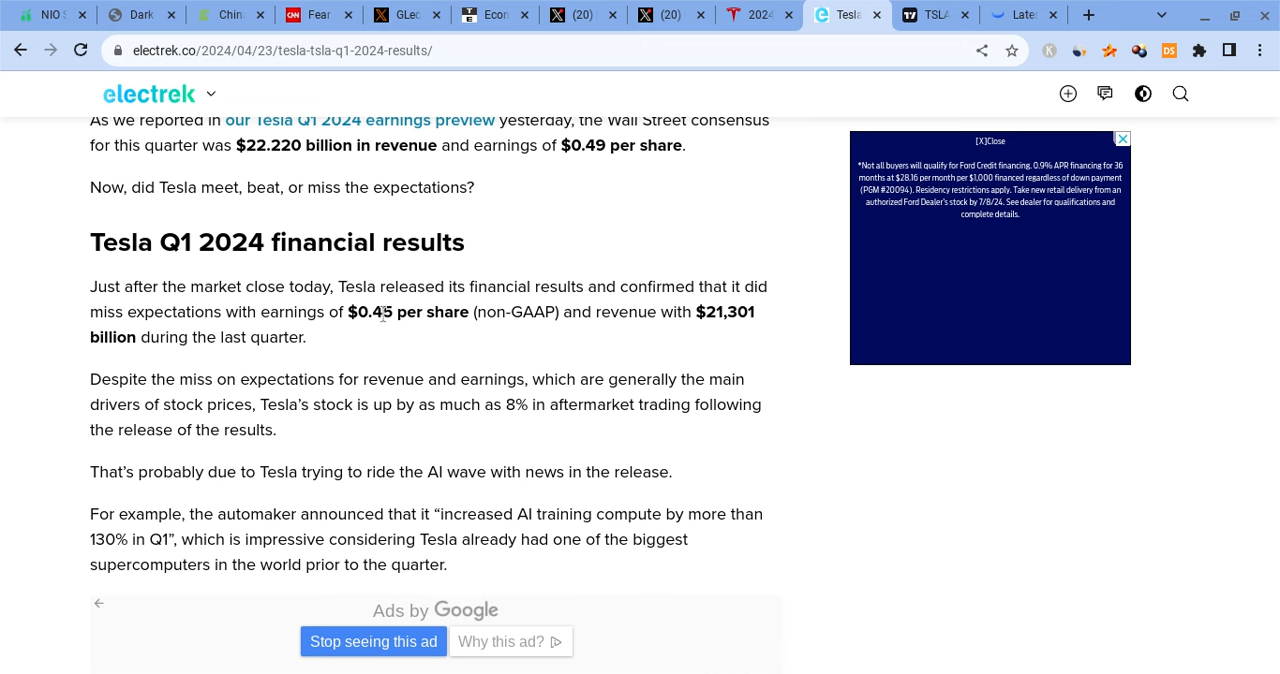 NIO S
Dark
China
Fear
GLec
Econ
(20)
(20)
2024
Tesla
TSLA
Late
electrek.co/2024/04/23/tesla-tsla-q1-2024-results/
K
DS
electrek
As we reported in our Tesla Q1 2024 earnings preview yesterday, the Wall Street consensus
for this quarter was $22.220 billion in revenue and earnings of $0.49 per share.
Now, did Tesla meet, beat, or miss the expectations?
Tesla Q1 2024 financial results
Just after the market close today, Tesla released its financial results and confirmed that it did
miss expectations with earnings of $0.45 per share (non-GAAP) and revenue with $21,301
billion during the last quarter.
Despite the miss on expectations for revenue and earnings, which are generally the main
drivers of stock prices, Tesla’s stock is up by as much as 8% in aftermarket trading following
the release of the results.
That’s probably due to Tesla trying to ride the AI wave with news in the release.
For example, the automaker announced that it “increased AI training compute by more than
130% in Q1”, which is impressive considering Tesla already had one of the biggest
supercomputers in the world prior to the quarter.
Ads by Google
Stop seeing this ad
Why this ad?
[X]Close
*Not all buyers will qualify for Ford Credit financing. 0.9% APR financing for 36
months at $28.16 per month per $1,000 financed regardless of down payment
(PGM #20094). Residency restrictions apply. Take new retail delivery from an
authorized Ford Dealer's stock by 7/8/24. See dealer for qualifications and
complete details.